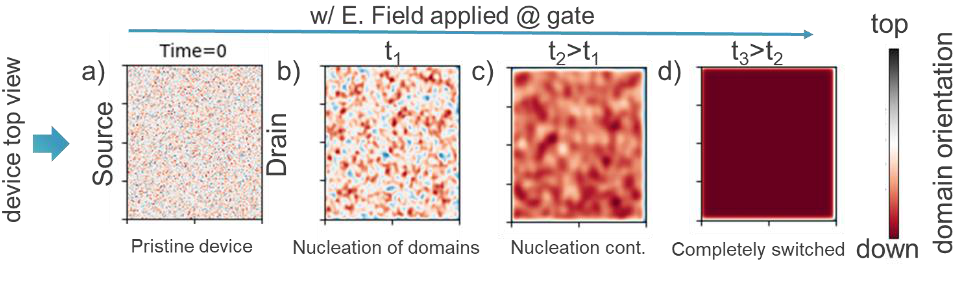 w/ E. Field applied @ gate
device top view
a)
Time=0
Source
Drain
Pristine device
b)
t1
Nucleation of domains
c)
t2>t1
Nucleation cont.
d)
t3>t2
Completely switched
top
down
domain orientation